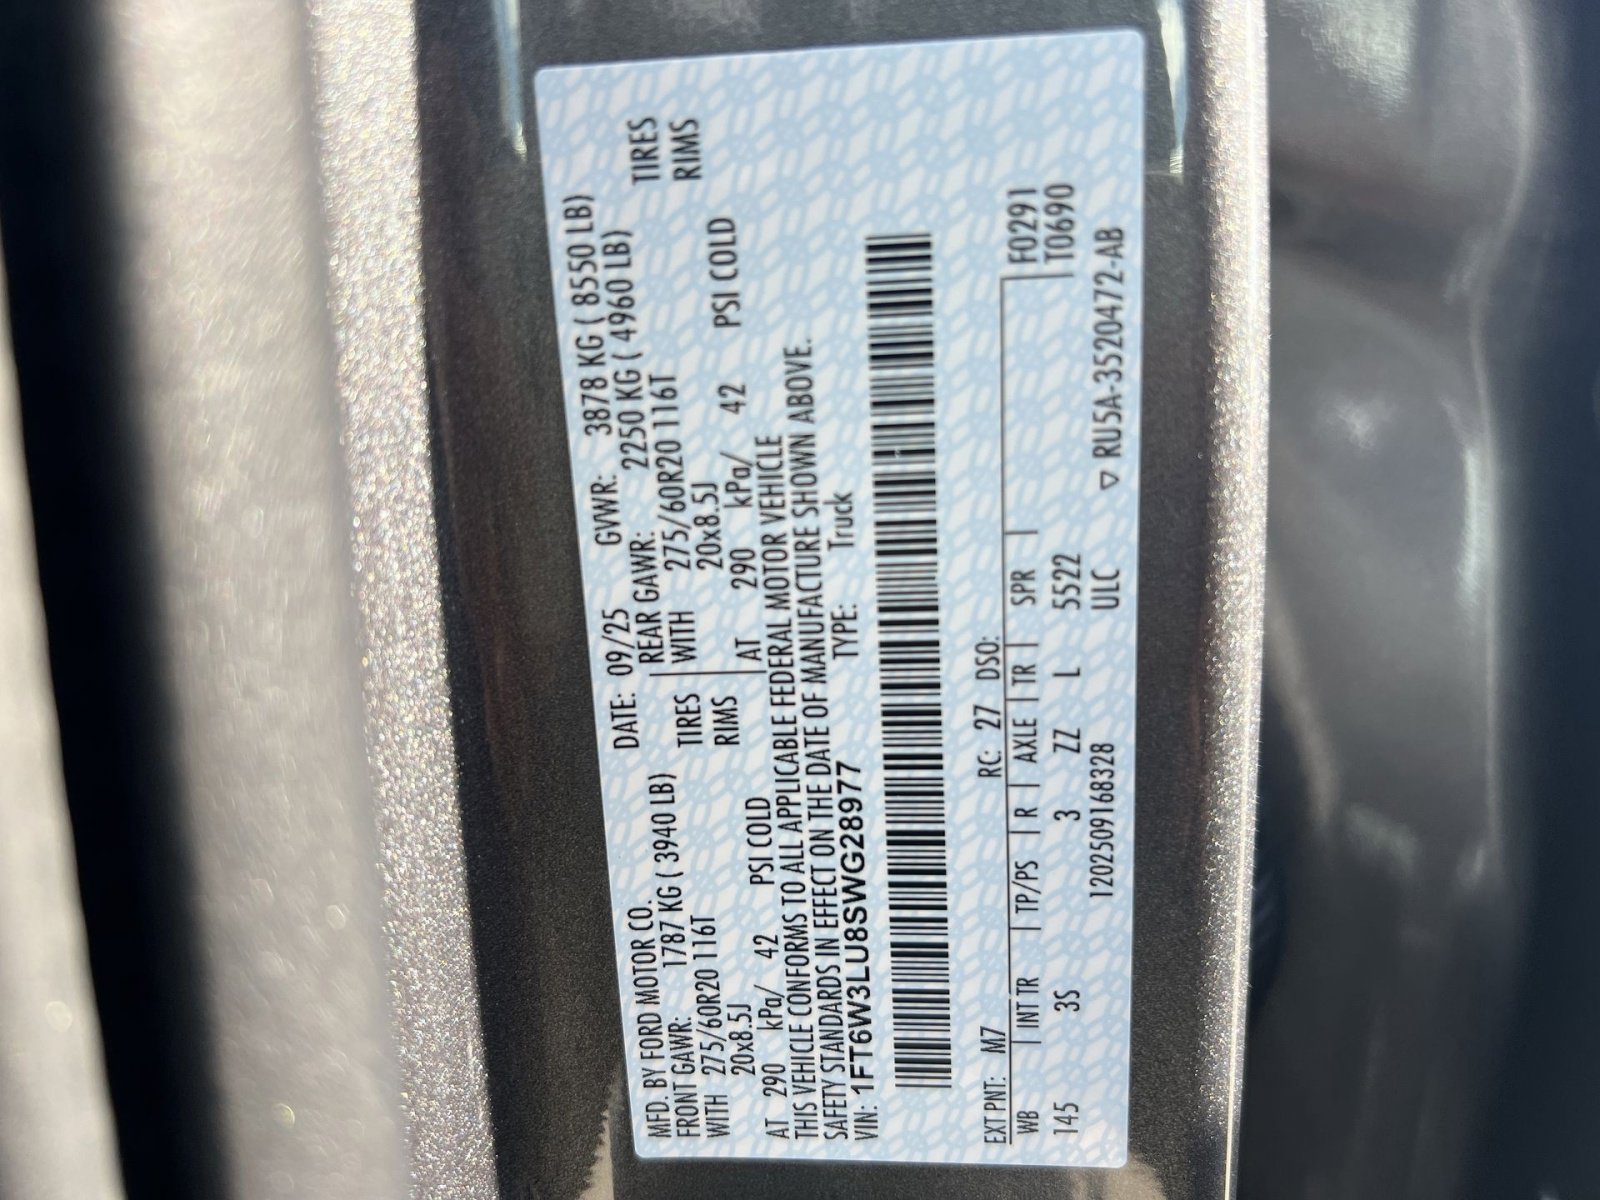 MFD. BY FORD MOTOR CO. DATE: 09/25 GVWR: 3878 KG ( 8550 LB)
FRONT GAWR: 1787 KG ( 3940 LB) REAR GAWR: 2250 KG ( 4960 LB)
WITH 275/60R20 116T TIRES WITH 275/60R20 116T TIRES
20x8.5J RIMS 20x8.5J RIMS
AT 290 kPa/ 42 PSI COLD AT 290 kPa/ 42 PSI COLD
THIS VEHICLE CONFORMS TO ALL APPLICABLE FEDERAL MOTOR VEHICLE
SAFETY STANDARDS IN EFFECT ON THE DATE OF MANUFACTURE SHOWN ABOVE.
VIN: 1FT6W3LU8SWG28977 TYPE: Truck
EXT PNT: M7 RC: 27 DSO:
WB INT TR TP/PS R AXLE TR SPR F0291
145 3S 3 ZZ L 5522 T0690
1202509168328 ULC ▽ RU5A-3520472-AB